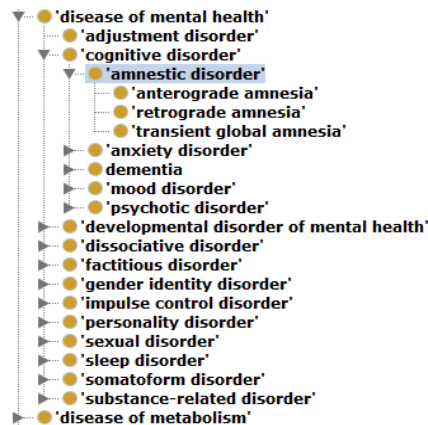 'disease of mental health'
'adjustment disorder'
'cognitive disorder'
'amnestic disorder'
'anterograde amnesia'
'retrograde amnesia'
'transient global amnesia'
'anxiety disorder'
dementia
'mood disorder'
'psychotic disorder'
'developmental disorder of mental health'
'dissociative disorder'
'factitious disorder'
'gender identity disorder'
'impulse control disorder'
'personality disorder'
'sexual disorder'
'sleep disorder'
'somatoform disorder'
'substance-related disorder'
'disease of metabolism'